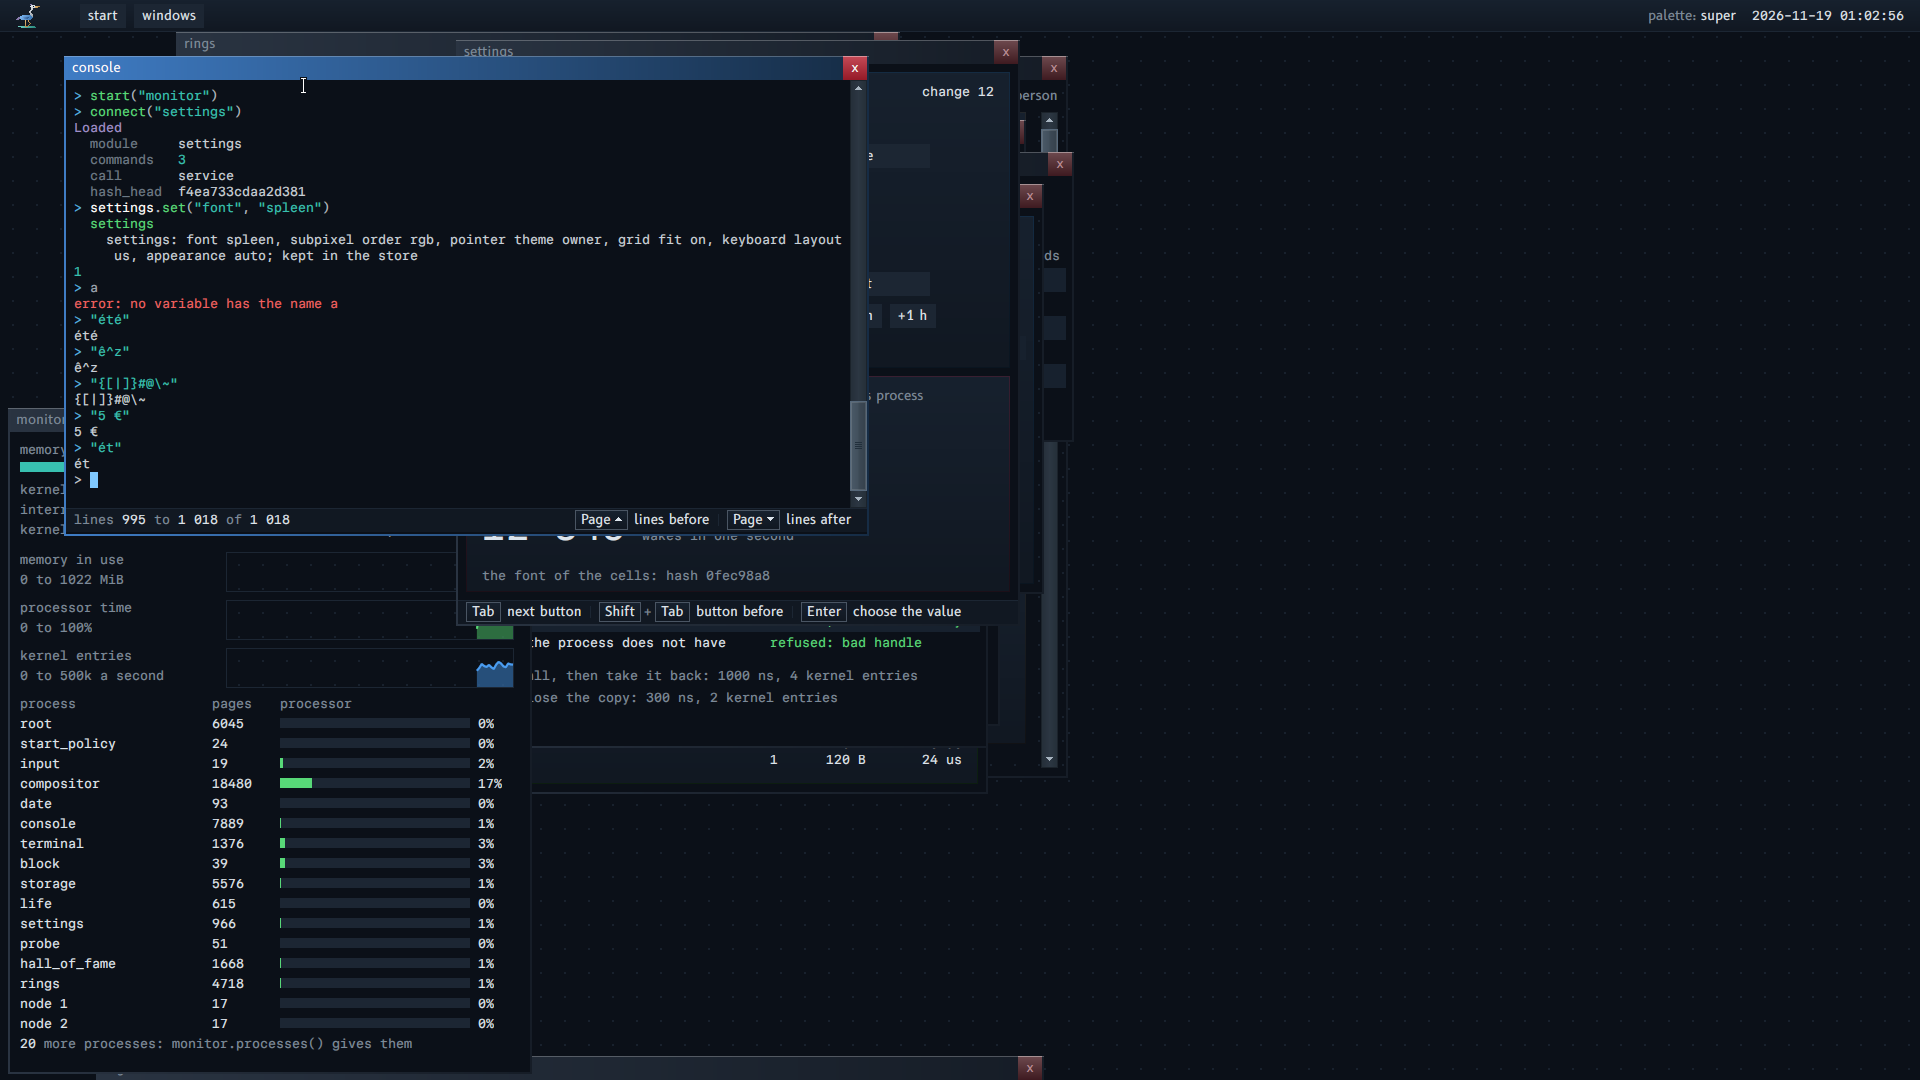 start windows palette: super 2026-11-19 01:02:56
rings
settings
console
> start("monitor")
> connect("settings")
Loaded
module settings
commands 3
call service
hash_head f4ea733cdaa2d381
> settings.set("font", "spleen")
settings
settings: font spleen, subpixel order rgb, pointer theme owner, grid fit on, keyboard layout
us, appearance auto; kept in the store
1
> a
error: no variable has the name a
> "été"
été
> "ê^z"
ê^z
> "{[|]}#@\~"
{[|]}#@\~
> "5 €"
5 €
> "ét"
ét
>
lines 995 to 1 018 of 1 018 Page lines before Page lines after
change 12
+1 h
process
wakes in one second
the font of the cells: hash 0fec98a8
Tab next button Shift + Tab button before Enter choose the value
the process does not have refused: bad handle
then take it back: 1000 ns, 4 kernel entries
the copy: 300 ns, 2 kernel entries
1 120 B 24 us
memory in use
0 to 1022 MiB
processor time
0 to 100%
kernel entries
0 to 500k a second
process pages processor
root 6045 0%
start_policy 24 0%
input 19 2%
compositor 18480 17%
date 93 0%
console 7889 1%
terminal 1376 3%
block 39 3%
storage 5576 1%
life 615 0%
settings 966 1%
probe 51 0%
hall_of_fame 1668 1%
rings 4718 1%
node 1 17 0%
node 2 17 0%
20 more processes: monitor.processes() gives them